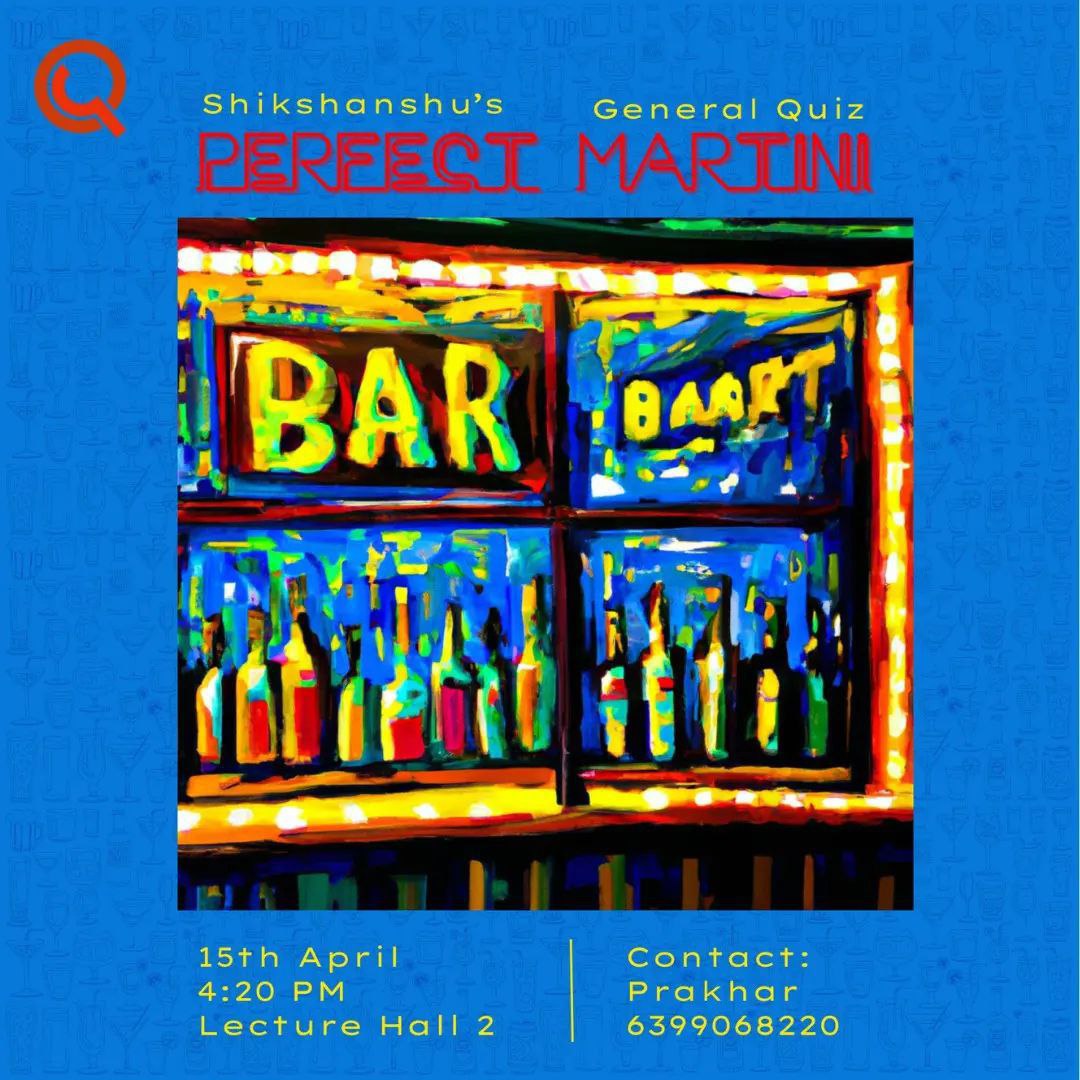 Shikshanshu's General Quiz
PERFECT MARTINI
BAR
15th April
4:20 PM
Lecture Hall 2
Contact:
Prakhar
6399068220